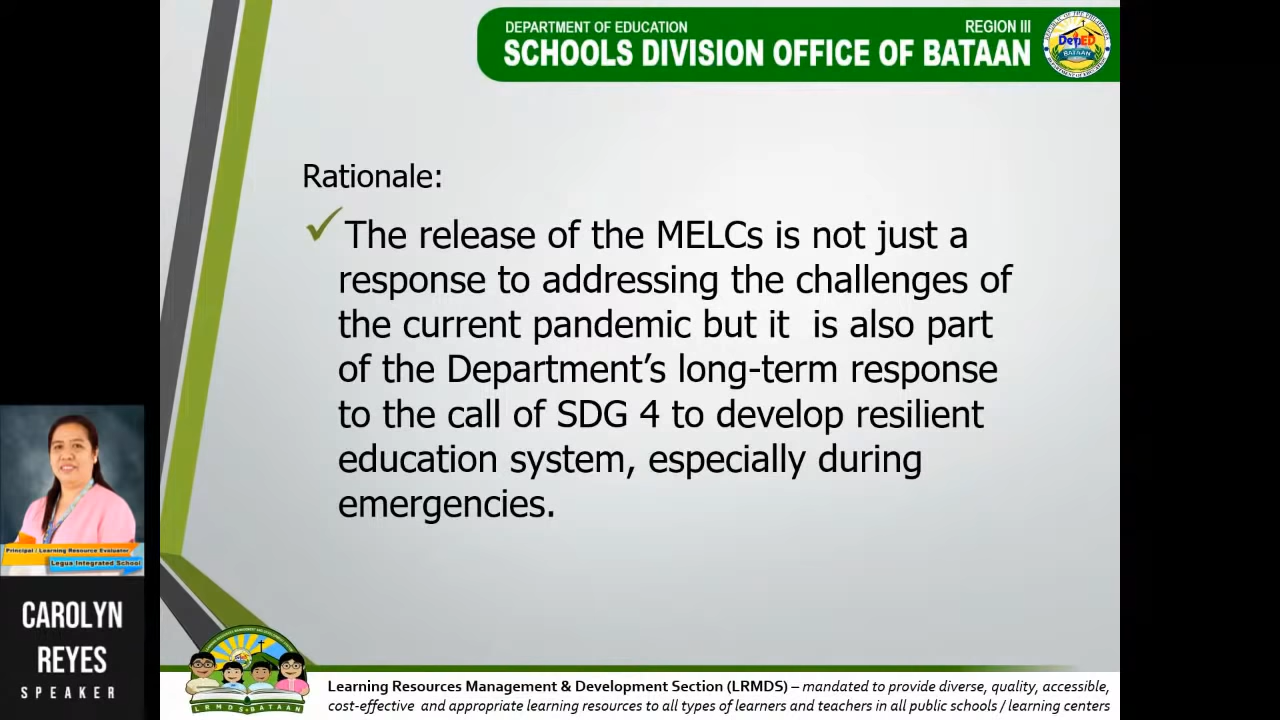 DEPARTMENT OF EDUCATION REGION III
SCHOOLS DIVISION OFFICE OF BATAAN
DepED
BATAAN
Rationale:
✓The release of the MELCs is not just a
response to addressing the challenges of
the current pandemic but it  is also part
of the Department’s long-term response
to the call of SDG 4 to develop resilient
education system, especially during
emergencies.
Principal / Learning Resource Evaluator
Legua Integrated School
CAROLYN
REYES
SPEAKER
LRMDS BATAAN
Learning Resources Management & Development Section (LRMDS) – mandated to provide diverse, quality, accessible,
cost-effective and appropriate learning resources to all types of learners and teachers in all public schools / learning centers